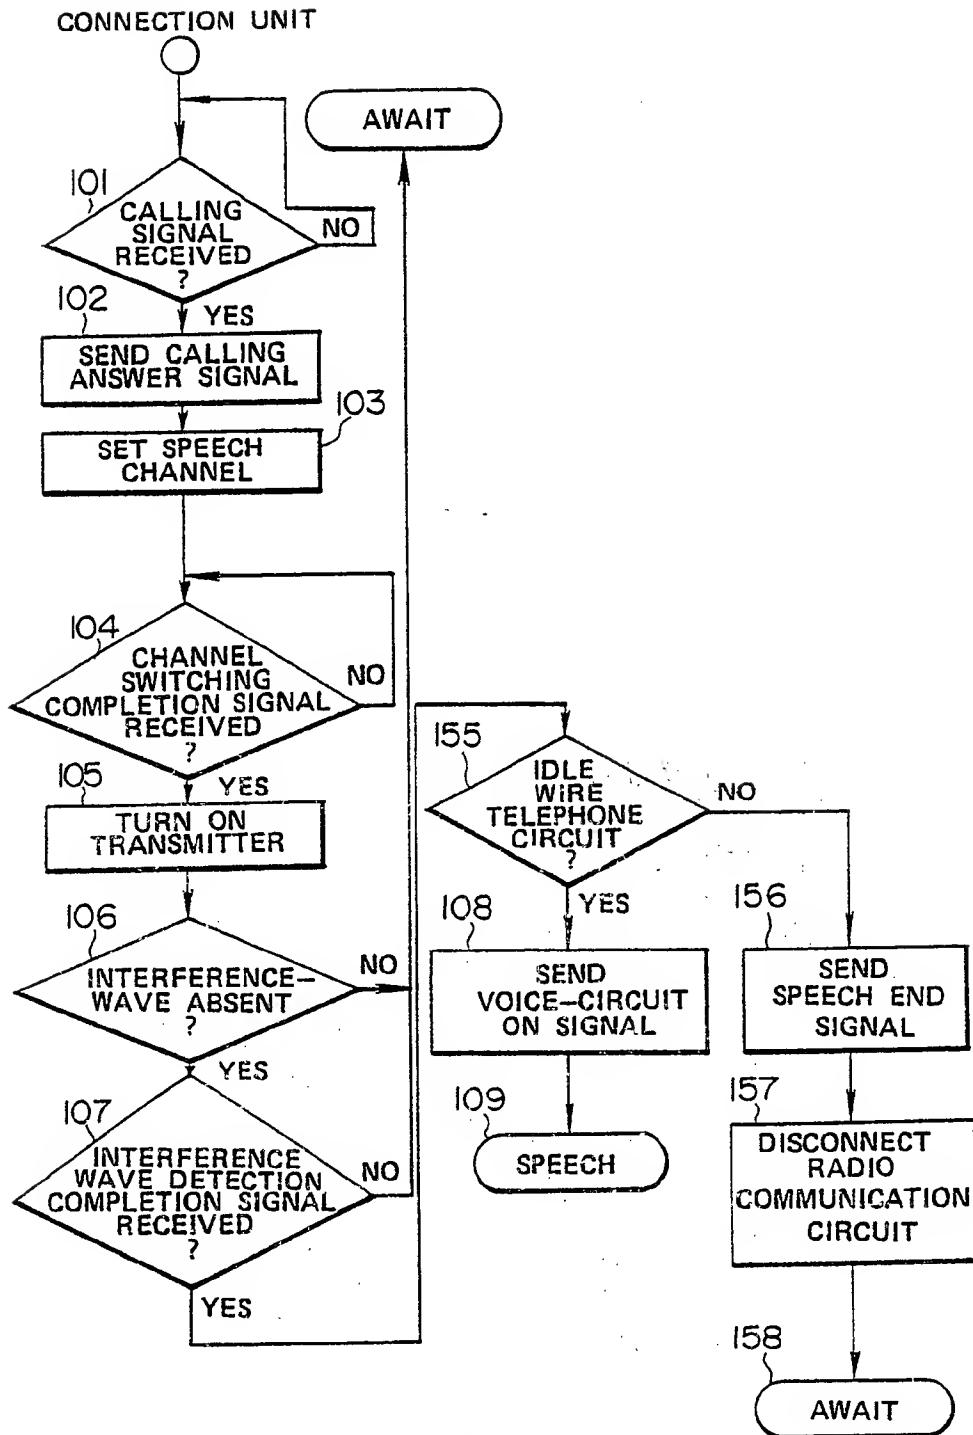 CONNECTION UNIT
AWAIT
101
CALLING
SIGNAL
RECEIVED
?
NO
YES
102
SEND CALLING
ANSWER SIGNAL
103
SET SPEECH
CHANNEL
104
CHANNEL
SWITCHING
COMPLETION SIGNAL
RECEIVED
?
NO
YES
105
TURN ON
TRANSMITTER
106
INTERFERENCE-
WAVE ABSENT
?
NO
YES
107
INTERFERENCE
WAVE DETECTION
COMPLETION SIGNAL
RECEIVED
?
NO
YES
155
IDLE
WIRE
TELEPHONE
CIRCUIT
?
NO
YES
108
SEND
VOICE-CIRCUIT
ON SIGNAL
109
SPEECH
156
SEND
SPEECH END
SIGNAL
157
DISCONNECT
RADIO
COMMUNICATION
CIRCUIT
158
AWAIT